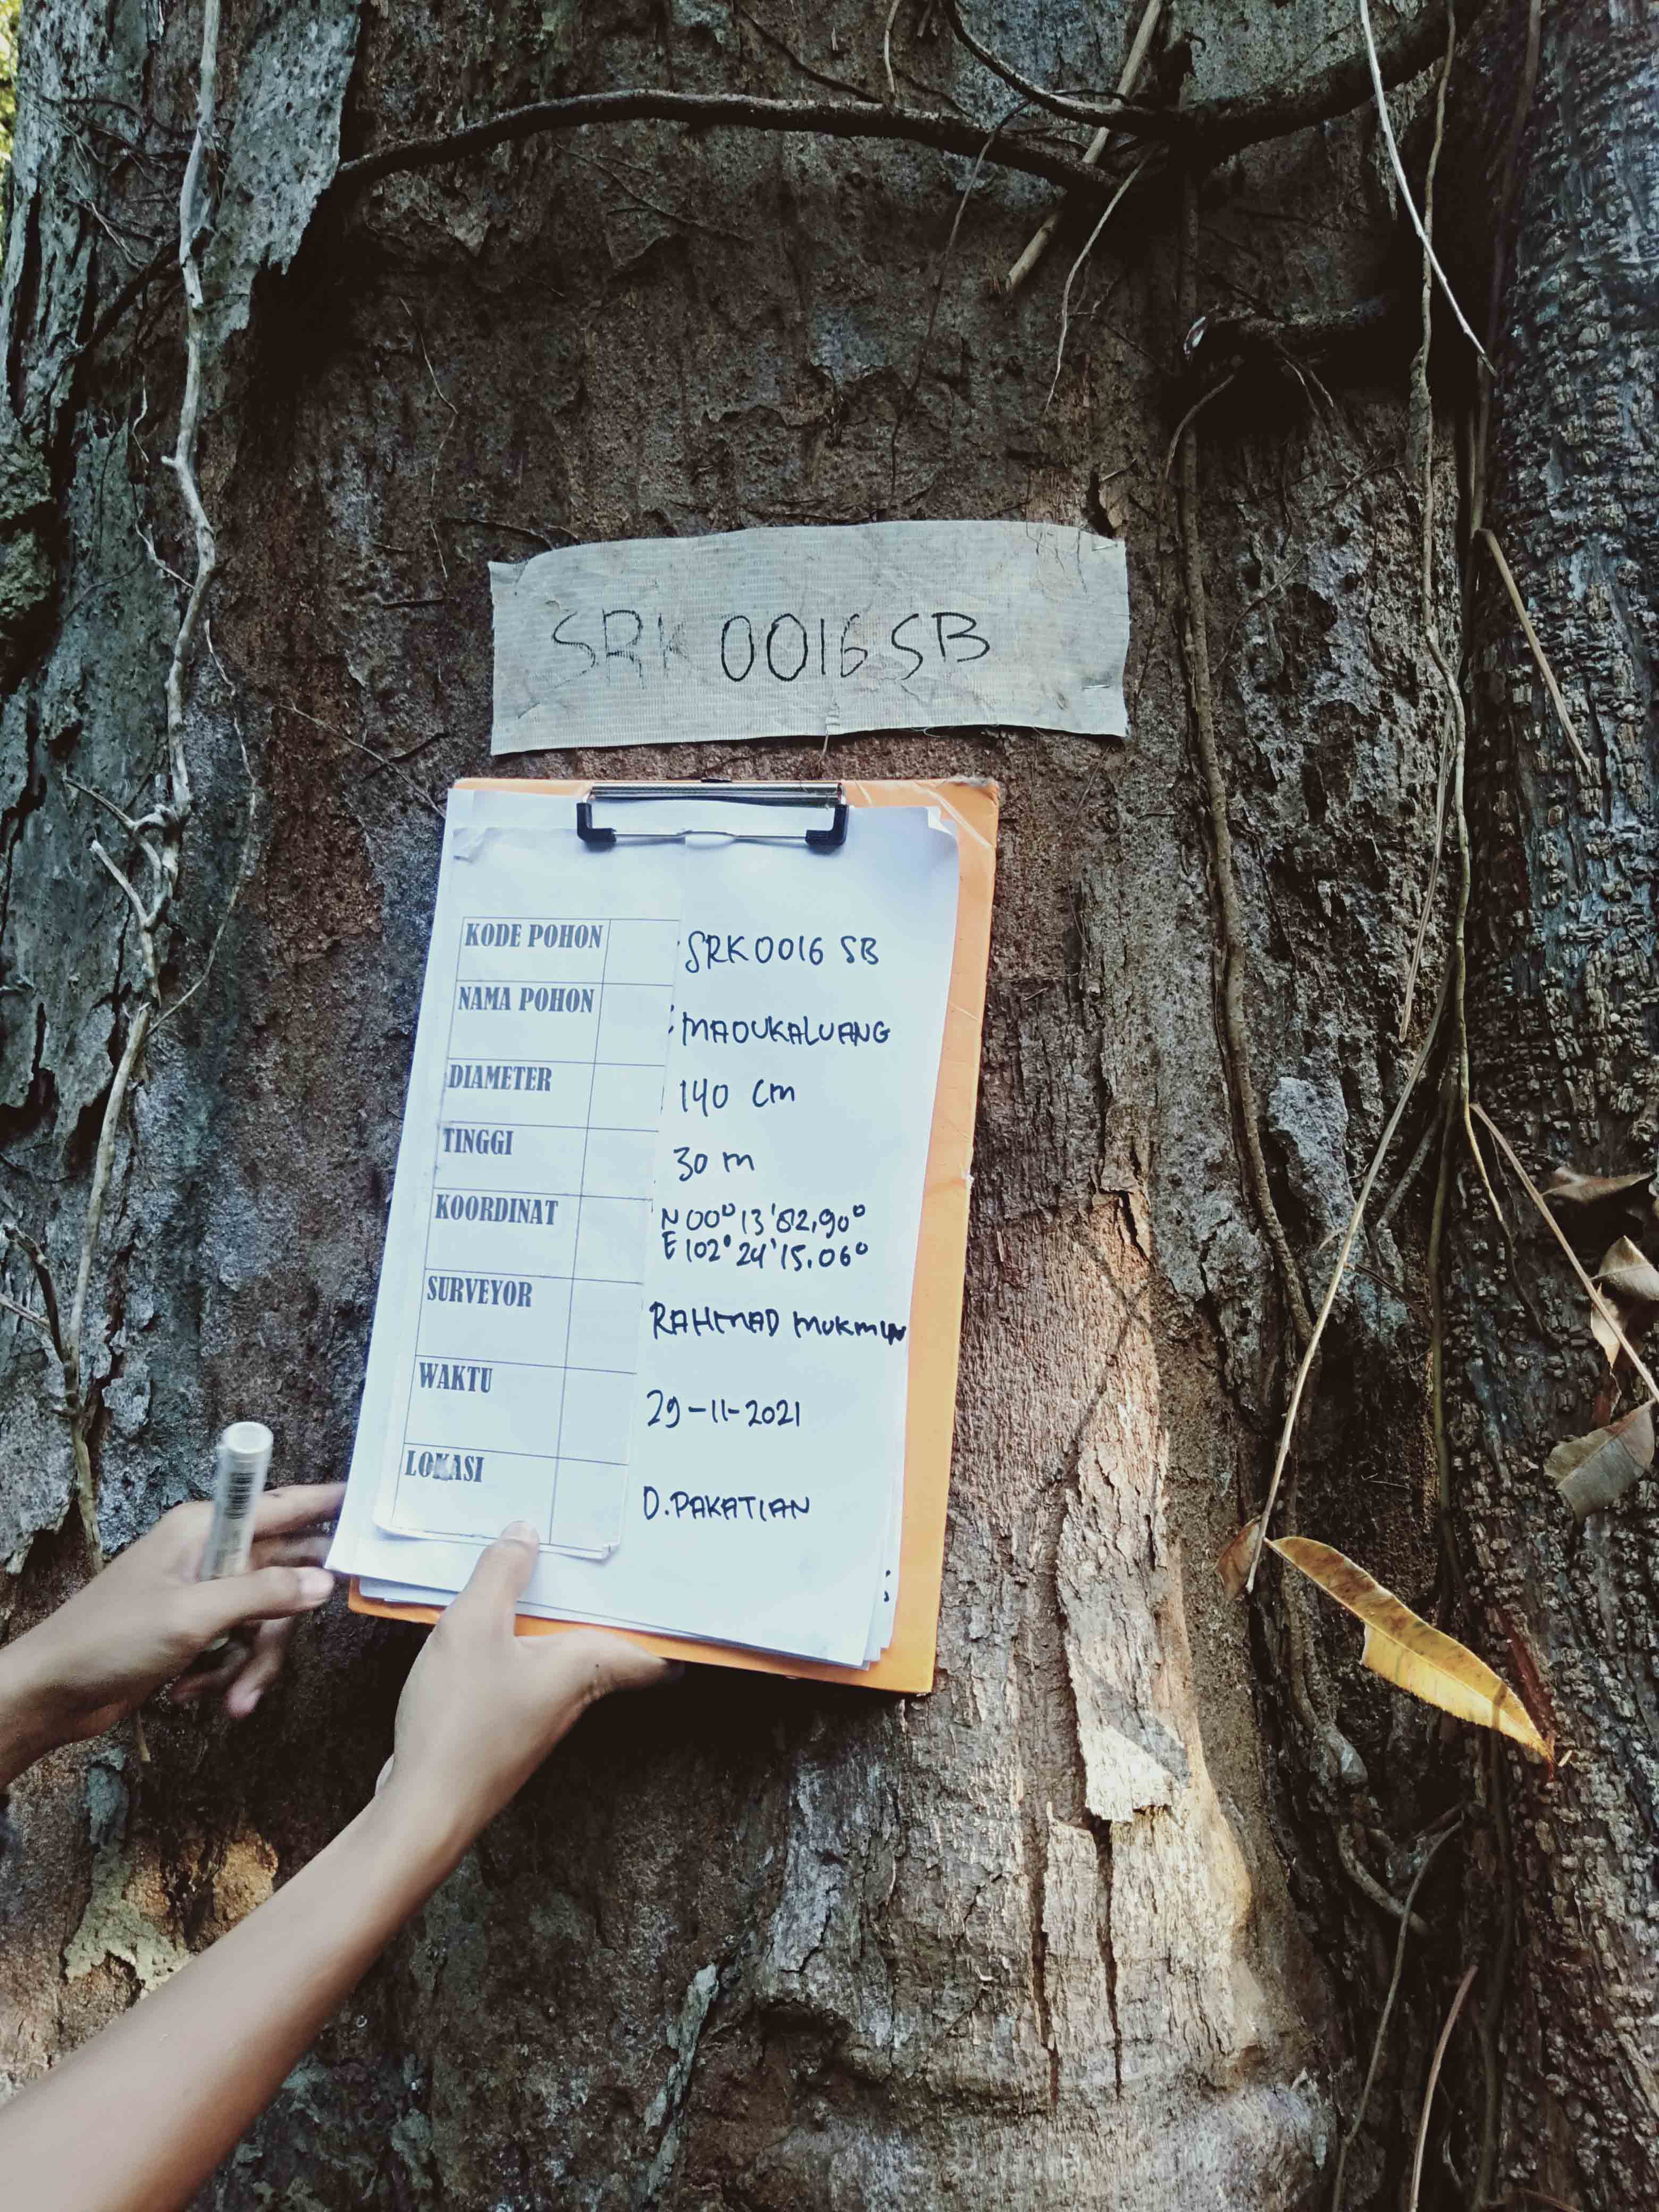 SRK 0016 SB
KODE POHON : SRK 0016 SB
NAMA POHON : MADUKALUANG
DIAMETER 140 cm
TINGGI 30 m
KOORDINAT N 00° 13' 52,90°
E 102° 24' 15.06°
SURVEYOR RAHMAD MUKMIN
WAKTU 29-11-2021
LOKASI D.PAKATIAN